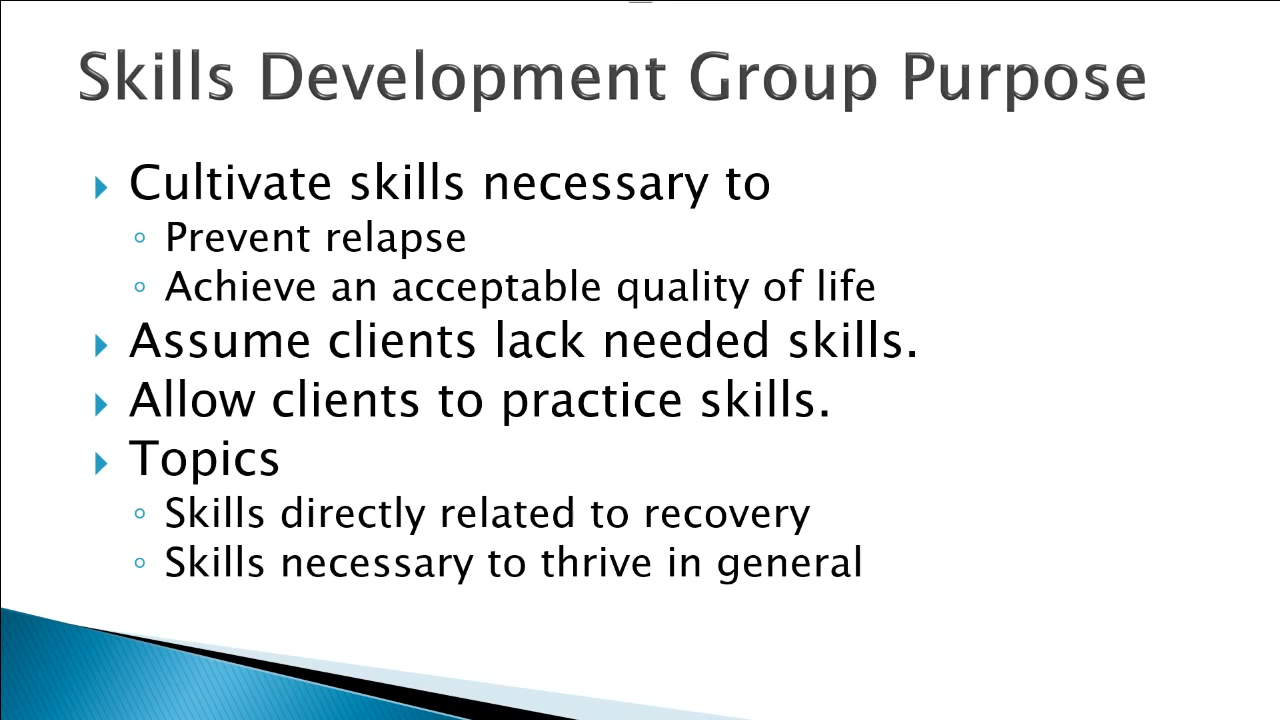 Skills Development Group Purpose
Cultivate skills necessary to
Prevent relapse
Achieve an acceptable quality of life
Assume clients lack needed skills.
Allow clients to practice skills.
Topics
Skills directly related to recovery
Skills necessary to thrive in general